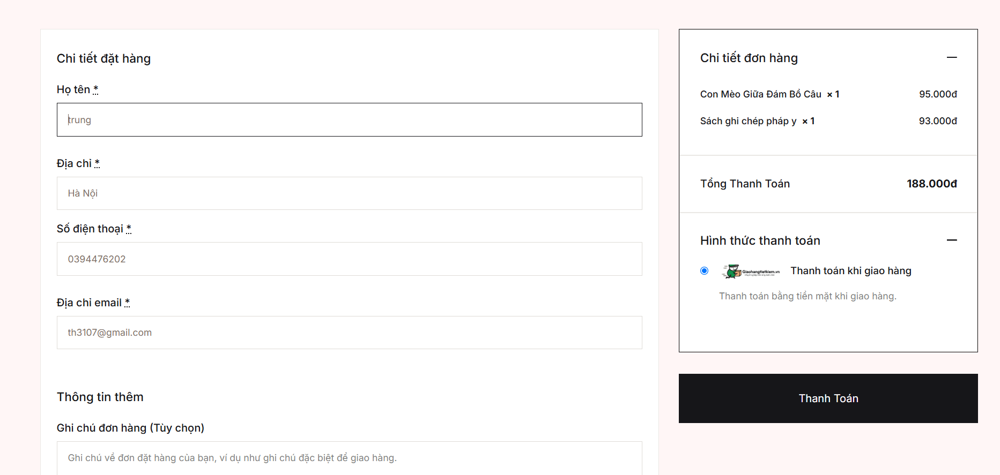 Chi tiết đặt hàng
Họ tên *
trung
Địa chỉ *
Hà Nội
Số điện thoại *
0394476202
Địa chỉ email *
th3107@gmail.com
Thông tin thêm
Ghi chú đơn hàng (Tùy chọn)
Ghi chú về đơn đặt hàng của bạn, ví dụ như ghi chú đặc biệt để giao hàng.
Chi tiết đơn hàng
Con Mèo Giữa Đám Bồ Câu × 1 95.000đ
Sách ghi chép pháp y × 1 93.000đ
Tổng Thanh Toán 188.000đ
Hình thức thanh toán
Giaohangtietkiem.vn Thanh toán khi giao hàng
Thanh toán bằng tiền mặt khi giao hàng.
Thanh Toán